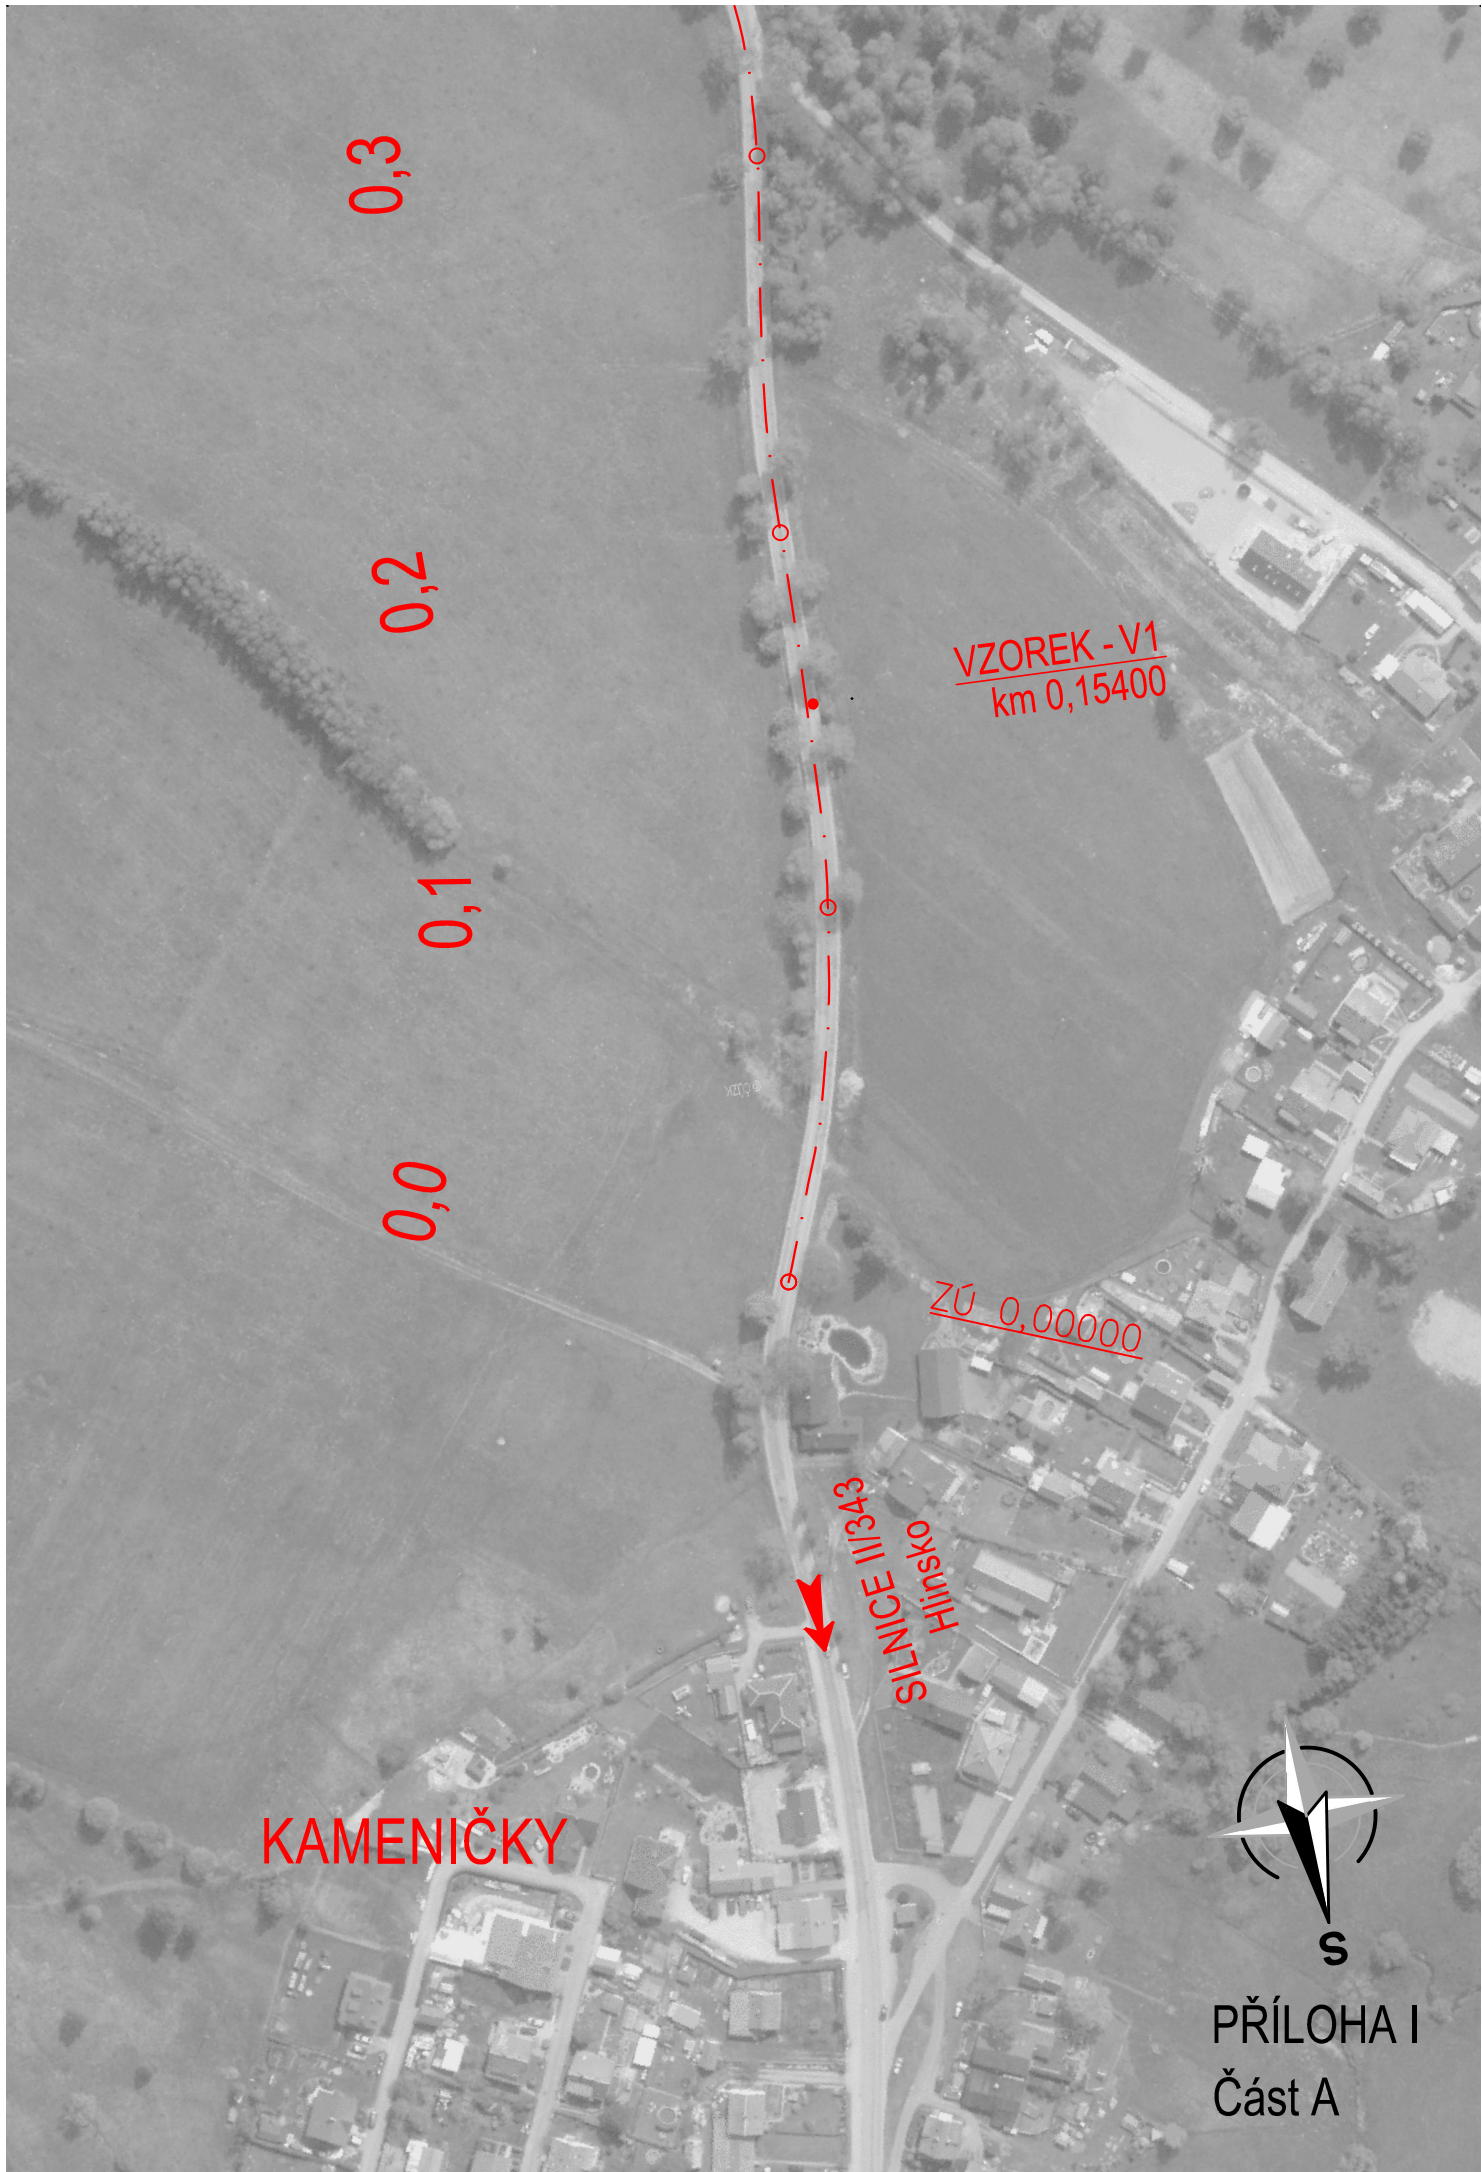 0,3
0,2
VZOREK - V1
km 0,15400
0,1
0,0
ZÚ 0,00000
SILNICE II/343
Hlinsko
KAMENIČKY
S
PŘÍLOHA I
Část A